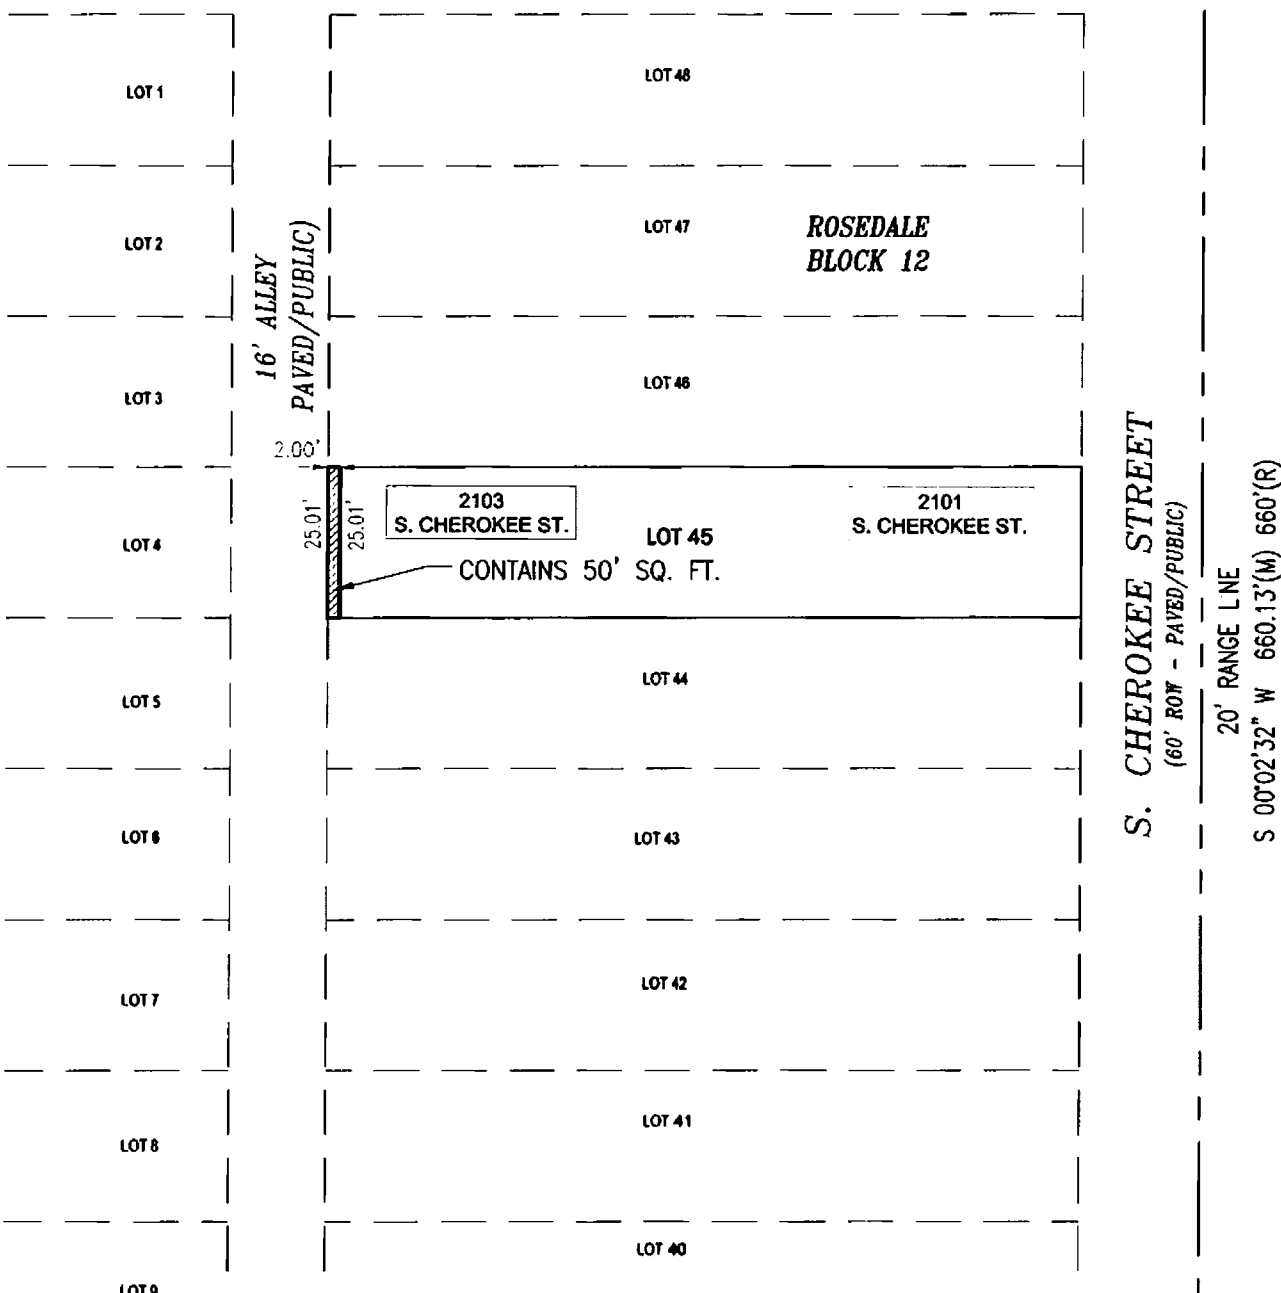 LOT 1
LOT 48
LOT 2
LOT 47
ROSEDALE
BLOCK 12
16' ALLEY
PAVED/PUBLIC)
LOT 3
LOT 46
2.00'
25.01'
25.01'
2103
S. CHEROKEE ST.
2101
S. CHEROKEE ST.
LOT 4
LOT 45
CONTAINS 50' SQ. FT.
S. CHEROKEE STREET
(60' ROW - PAVED/PUBLIC)
20' RANGE LINE
S 00°02'32" W 660.13'(M) 660'(R)
LOT 5
LOT 44
LOT 6
LOT 43
LOT 7
LOT 42
LOT 8
LOT 41
LOT 40
LOT 9